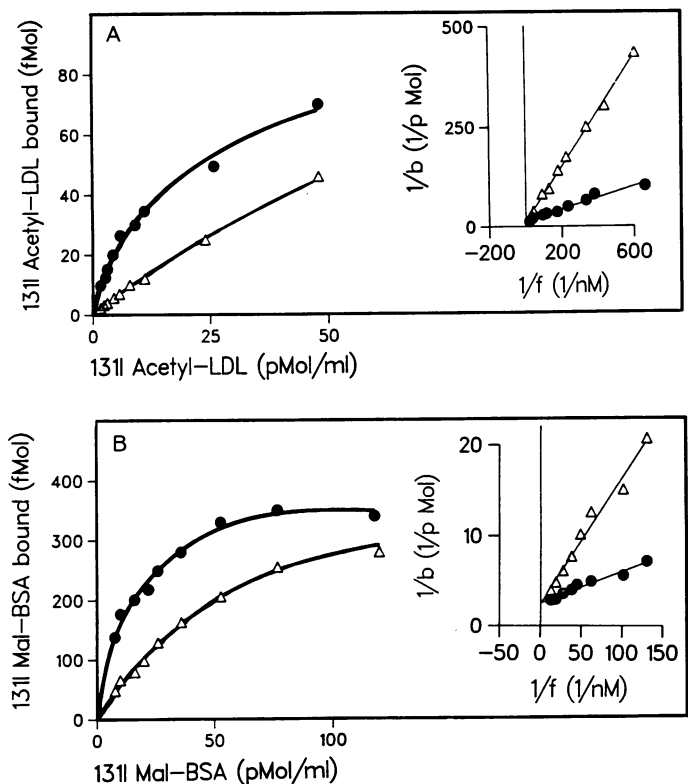 A
131I Acetyl-LDL bound (fMol)
80
60
40
20
0
0 25 50
131I Acetyl-LDL (pMol/ml)
1/b (1/p Mol)
500
250
0
-200 200 600
1/f (1/nM)
B
131I Mal-BSA bound (fMol)
400
300
200
100
0
0 50 100
131I Mal-BSA (pMol/ml)
1/b (1/p Mol)
20
10
0
-50 0 50 100 150
1/f (1/nM)